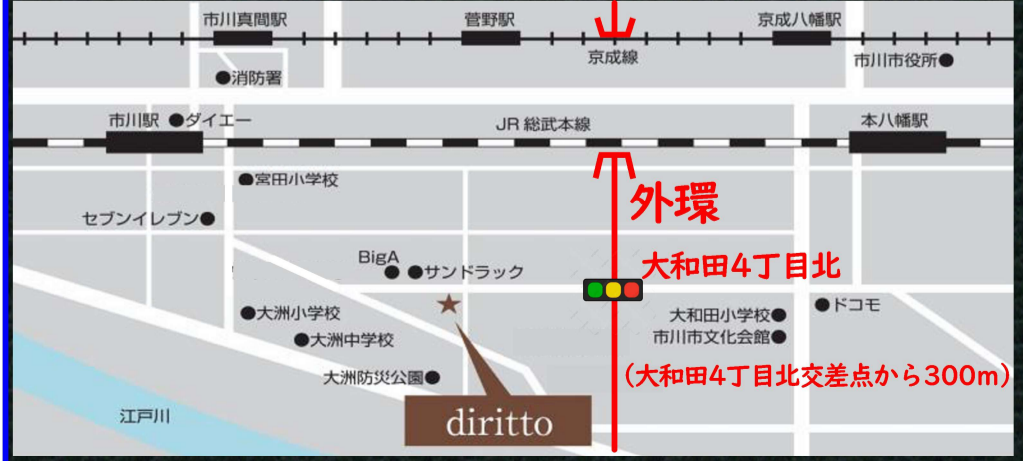 市川真間駅
菅野駅
京成八幡駅
京成線
市川市役所
消防署
市川駅
ダイエー
JR 総武本線
本八幡駅
宮田小学校
外環
セブンイレブン
BigA
サンドラック
大和田4丁目北
大洲小学校
大洲中学校
大和田小学校
ドコモ
市川市文化会館
大洲防災公園
(大和田4丁目北交差点から300m)
江戸川
diritto